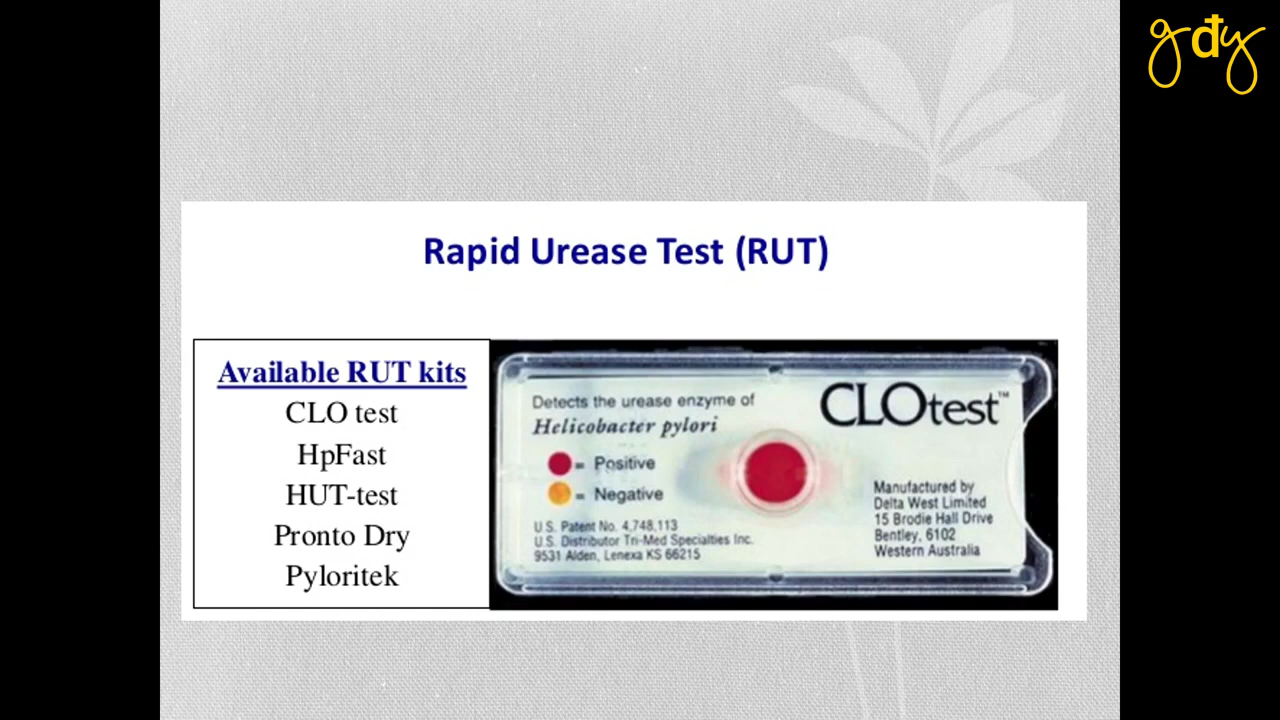 gdy
Rapid Urease Test (RUT)
Available RUT kits
CLO test
HpFast
HUT-test
Pronto Dry
Pyloritek
Detects the urease enzyme of
Helicobacter pylori
= Positive
= Negative
U.S. Patent No. 4,748,113
U.S. Distributor Tri-Med Specialties Inc.
9531 Alden, Lenexa KS 66215
CLOtest™
Manufactured by
Delta West Limited
15 Brodie Hall Drive
Bentley, 6102
Western Australia